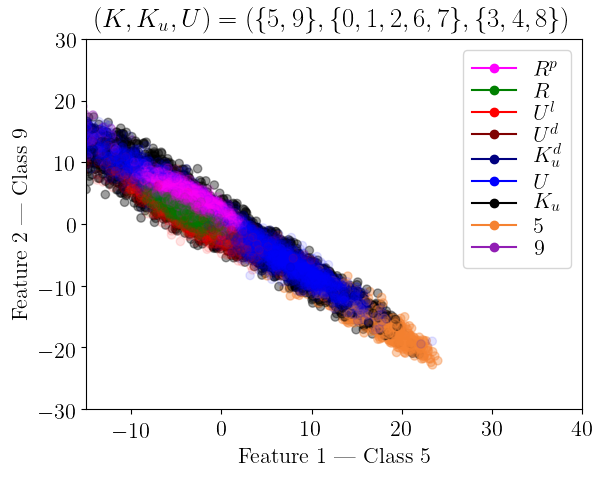 (K, K_u, U) = ({5, 9}, {0, 1, 2, 6, 7}, {3, 4, 8})
30
20
10
0
−10
−20
−30
Feature 2 — Class 9
R^p
R
U^l
U^d
K_u^d
U
K_u
5
9
−10
0
10
20
30
40
Feature 1 — Class 5